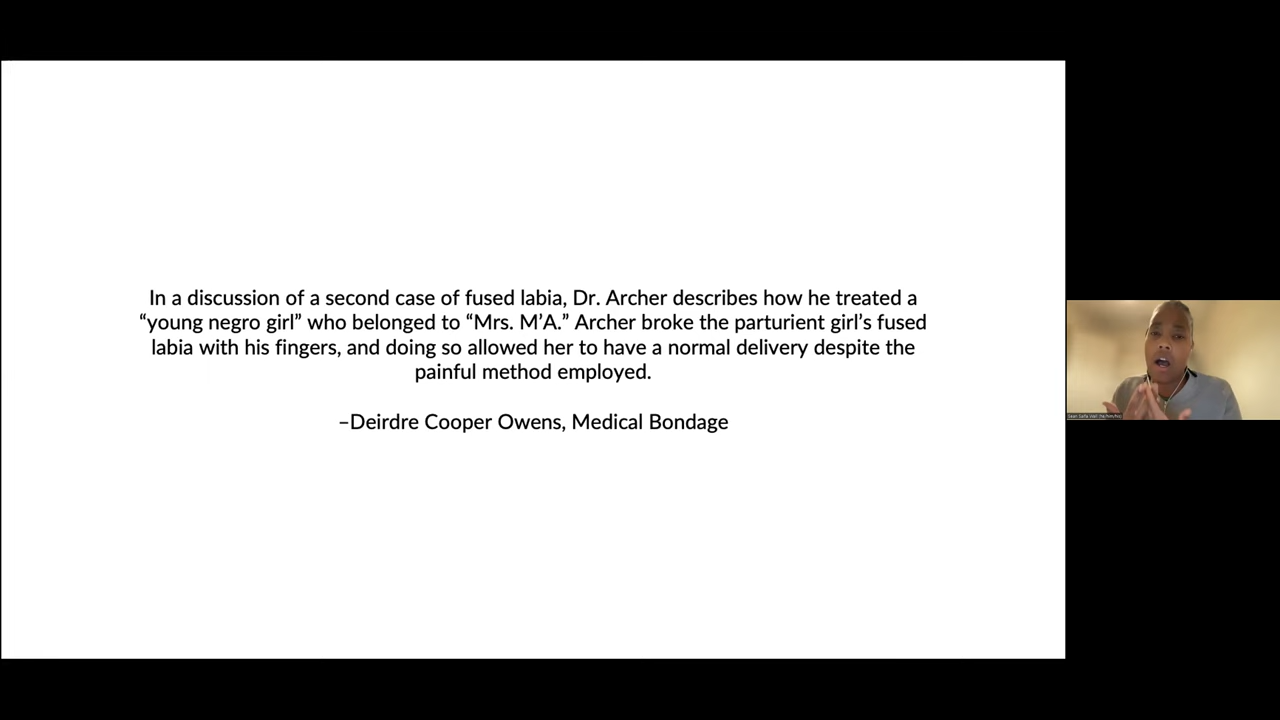 In a discussion of a second case of fused labia, Dr. Archer describes how he treated a
“young negro girl” who belonged to “Mrs. M’A.” Archer broke the parturient girl’s fused
labia with his fingers, and doing so allowed her to have a normal delivery despite the
painful method employed.
–Deirdre Cooper Owens, Medical Bondage